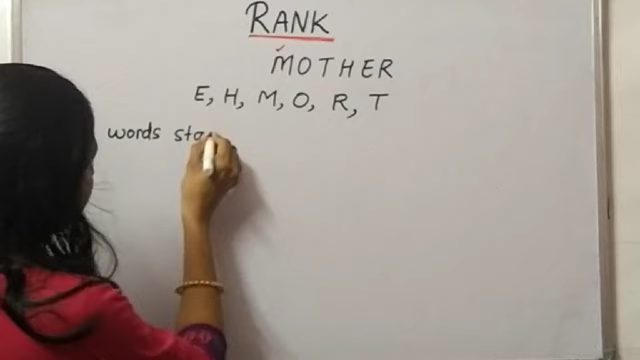 RANK
MOTHER
E, H, M, O, R, T
words sta